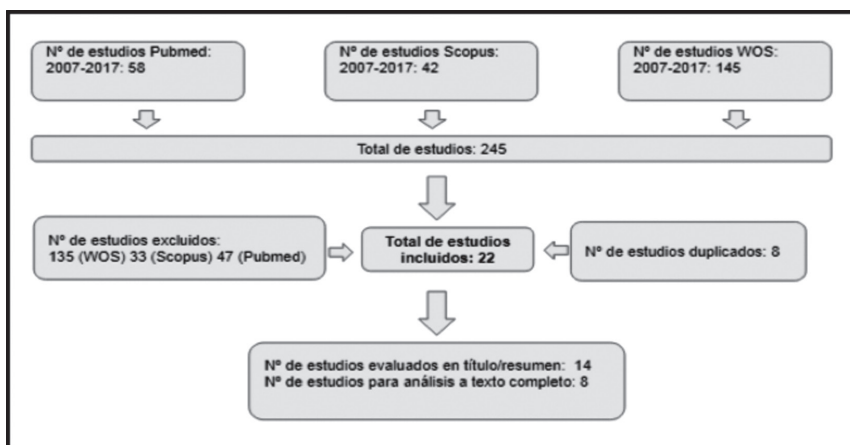 Nº de estudios Pubmed:
2007-2017: 58
Nº de estudios Scopus:
2007-2017: 42
Nº de estudios WOS:
2007-2017: 145
Total de estudios: 245
Nº de estudios excluidos:
135 (WOS) 33 (Scopus) 47 (Pubmed)
Total de estudios
incluidos: 22
Nº de estudios duplicados: 8
Nº de estudios evaluados en título/resumen: 14
Nº de estudios para análisis a texto completo: 8